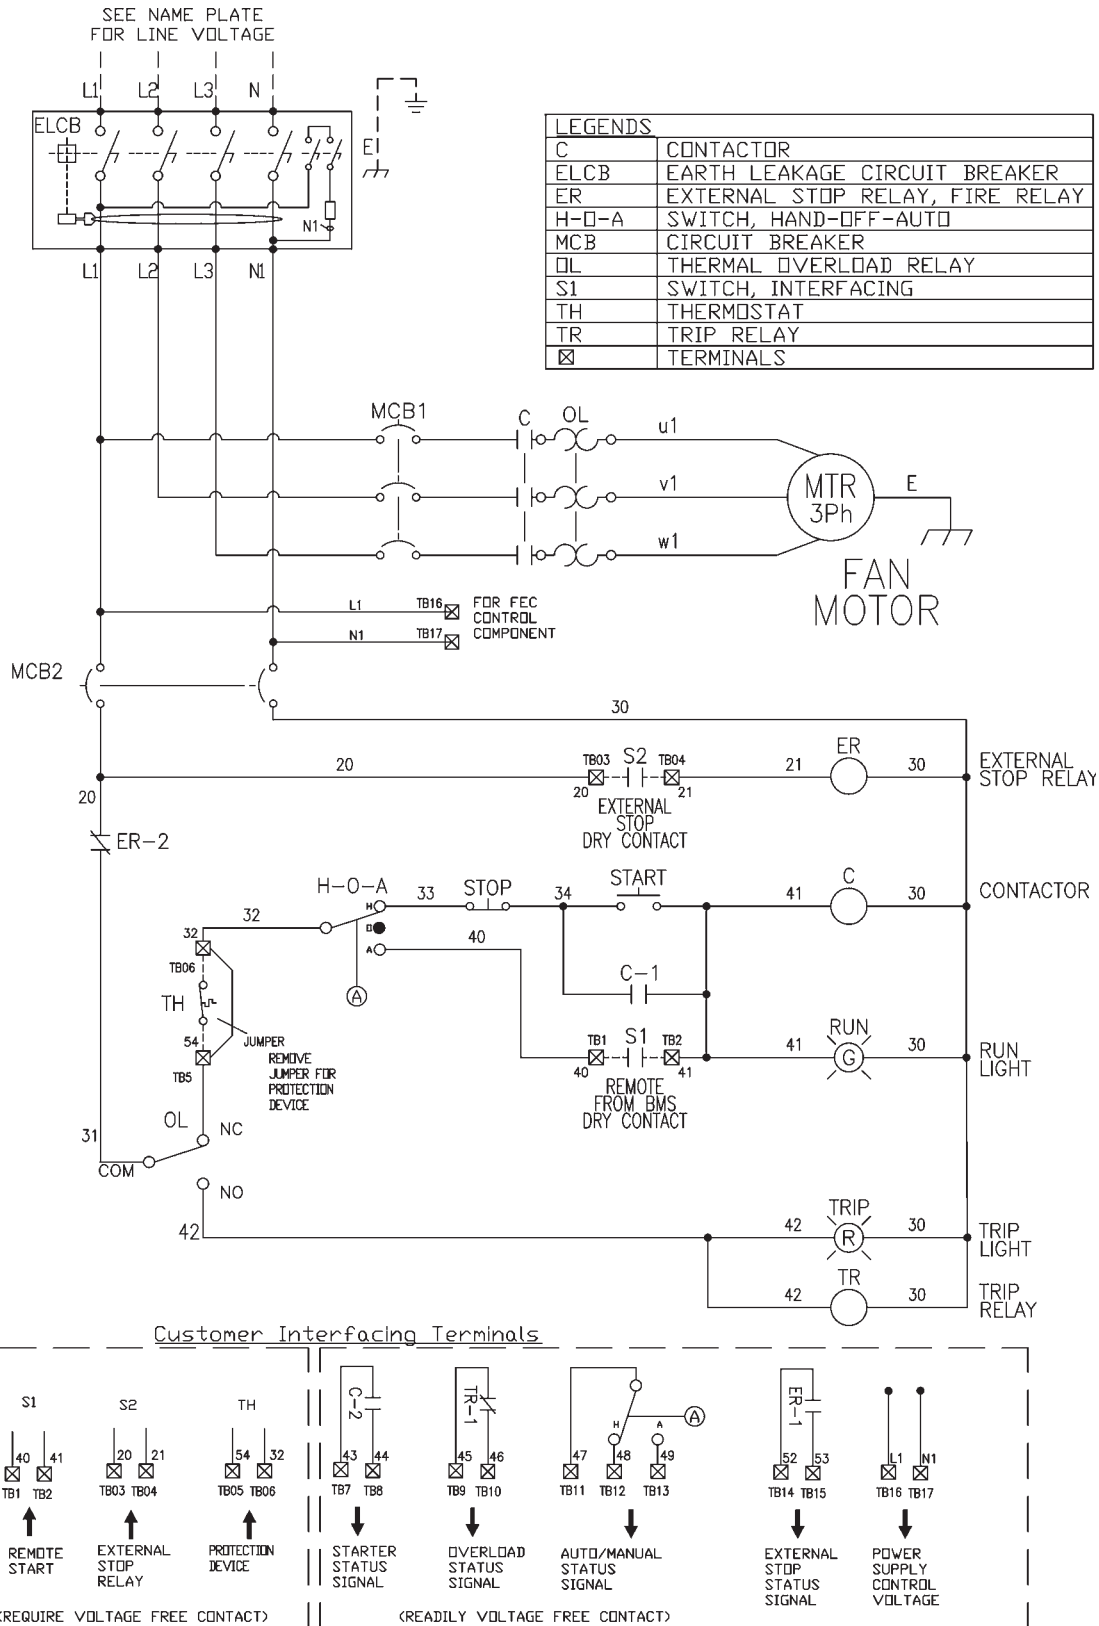 SEE NAME PLATE
FOR LINE VOLTAGE
L1 L2 L3 N
ELCB
E
N1
L1 L2 L3 N1
LEGENDS
C CONTACTOR
ELCB EARTH LEAKAGE CIRCUIT BREAKER
ER EXTERNAL STOP RELAY, FIRE RELAY
H-O-A SWITCH, HAND-OFF-AUTO
MCB CIRCUIT BREAKER
OL THERMAL OVERLOAD RELAY
S1 SWITCH, INTERFACING
TH THERMOSTAT
TR TRIP RELAY
TERMINALS
MCB1 C OL
u1
v1
w1
MTR
3Ph
E
FAN
MOTOR
L1 TB16
N1 TB17
FOR FEC
CONTROL
COMPONENT
MCB2
30
20 TB03 S2 TB04 21 ER 30
20 21
EXTERNAL
STOP
DRY CONTACT
EXTERNAL
STOP RELAY
20
ER-2
H-O-A
H
O
A
A
33 STOP 34 START 41 C 30
CONTACTOR
32
40
C-1
32
TB06
TH
54
TB5
JUMPER
REMOVE
JUMPER FOR
PROTECTION
DEVICE
TB1 S1 TB2 41 RUN 30
40 41
G
REMOTE
FROM BMS
DRY CONTACT
RUN
LIGHT
OL NC
31
COM
NO
42
42 TRIP 30
R
TRIP
LIGHT
42 TR 30
TRIP
RELAY
Customer Interfacing Terminals
S1 S2 TH
40 41 20 21 54 32
TB1 TB2 TB03 TB04 TB05 TB06
REMOTE
START
EXTERNAL
STOP
RELAY
PROTECTION
DEVICE
(REQUIRE VOLTAGE FREE CONTACT)
C-2 TR-1 H A A ER-1
43 44 45 46 47 48 49 52 53 L1 N1
TB7 TB8 TB9 TB10 TB11 TB12 TB13 TB14 TB15 TB16 TB17
STARTER
STATUS
SIGNAL
OVERLOAD
STATUS
SIGNAL
AUTO/MANUAL
STATUS
SIGNAL
EXTERNAL
STOP
STATUS
SIGNAL
POWER
SUPPLY
CONTROL
VOLTAGE
(READILY VOLTAGE FREE CONTACT)